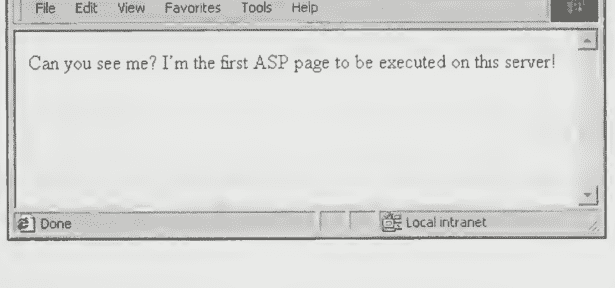 File Edit View Favorites Tools Help
Can you see me? I'm the first ASP page to be executed on this server!
Done Local intranet